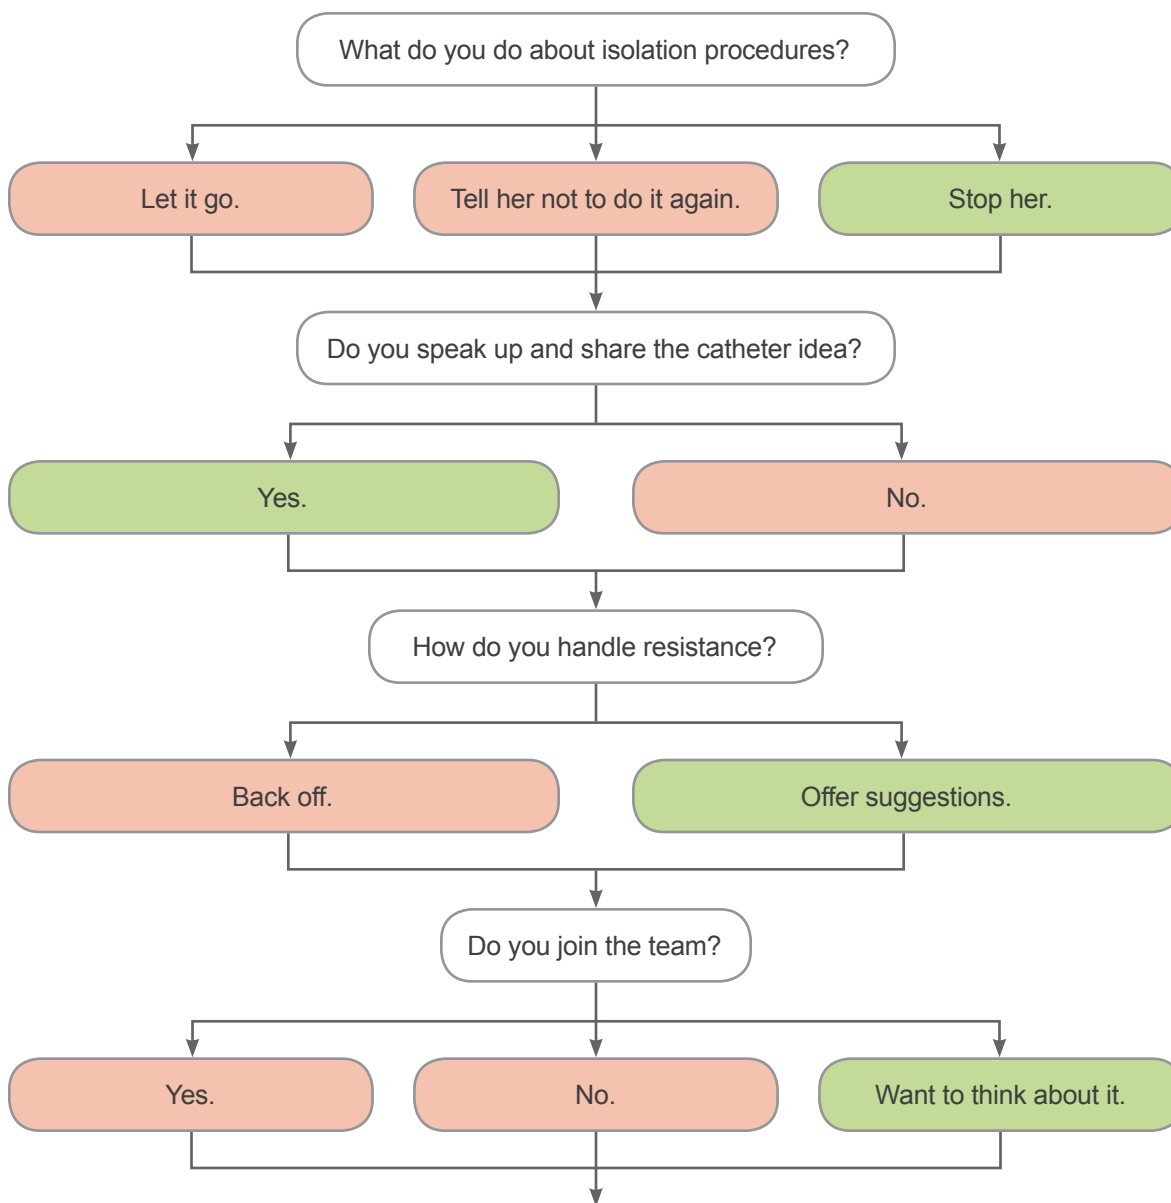 What do you do about isolation procedures?
Let it go.
Tell her not to do it again.
Stop her.
Do you speak up and share the catheter idea?
Yes.
No.
How do you handle resistance?
Back off.
Offer suggestions.
Do you join the team?
Yes.
No.
Want to think about it.